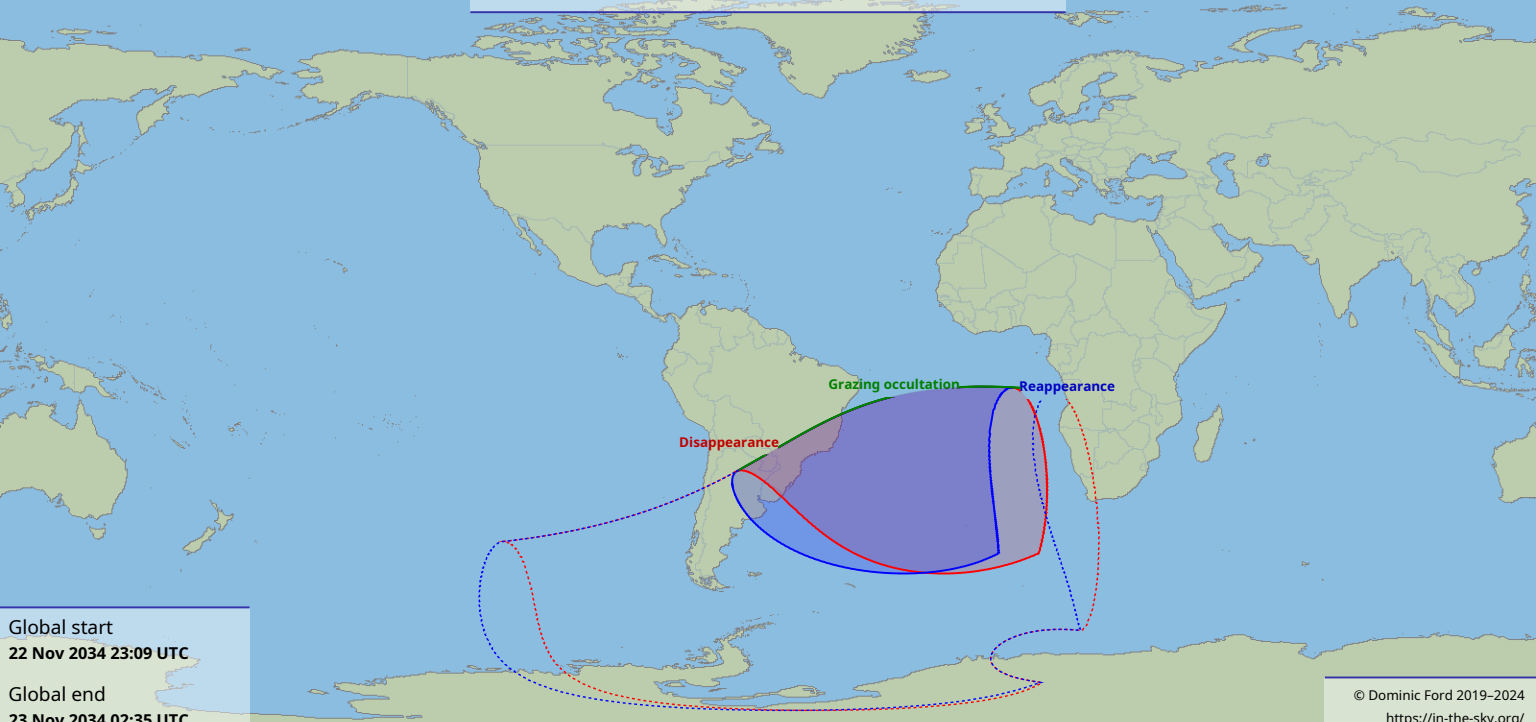 Grazing occultation
Reappearance
Disappearance
Global start
22 Nov 2034 23:09 UTC
Global end
23 Nov 2034 02:35 UTC
© Dominic Ford 2019–2024
https://in-the-sky.org/